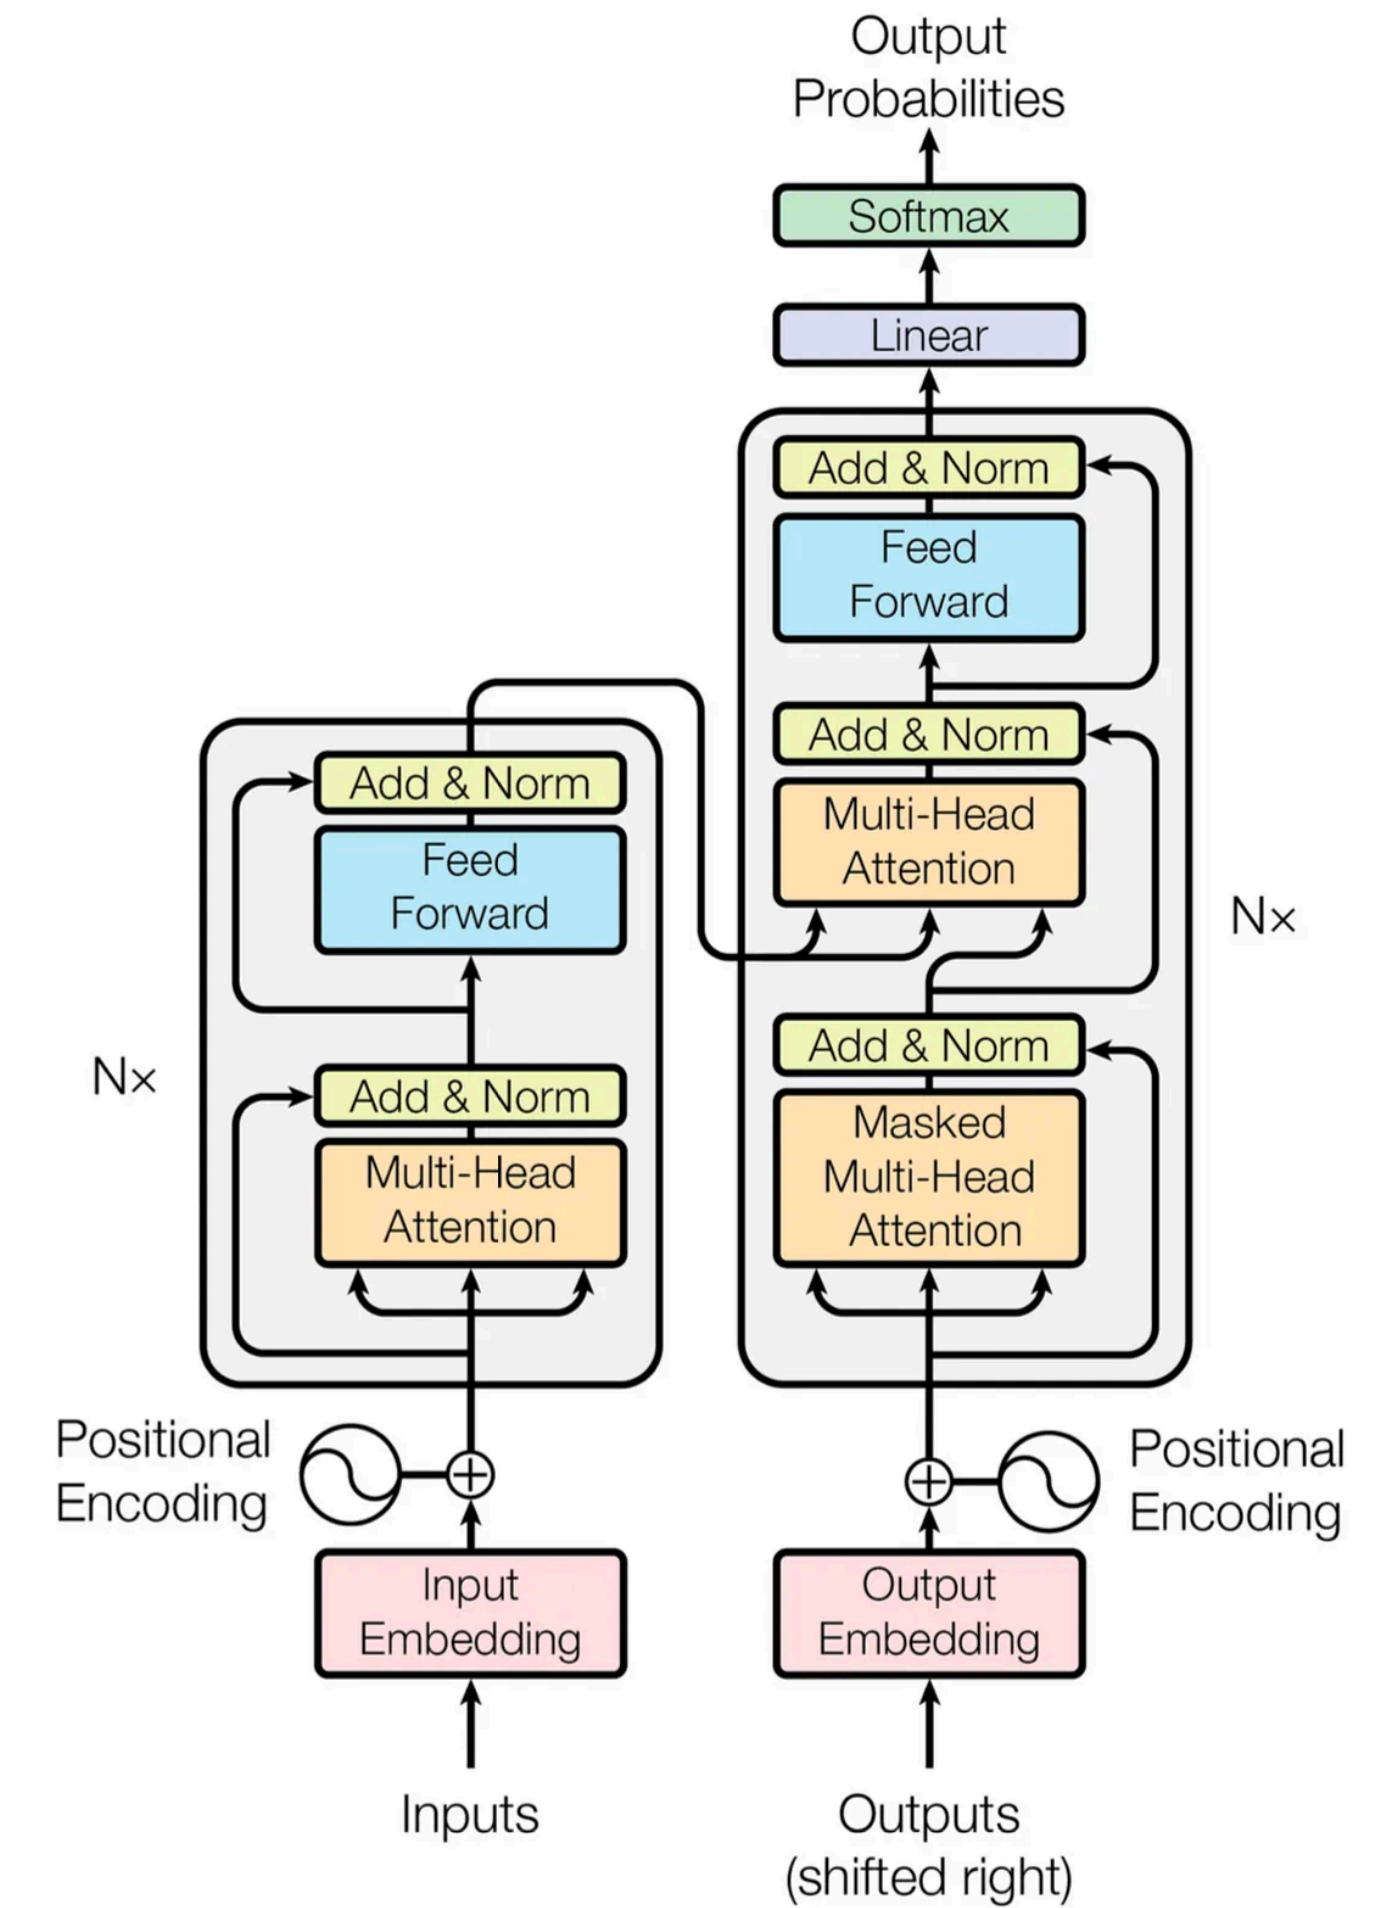 Output
Probabilities
Softmax
Linear
Add & Norm
Feed
Forward
Add & Norm
Multi-Head
Attention
Add & Norm
Masked
Multi-Head
Attention
N×
Add & Norm
Feed
Forward
Add & Norm
Multi-Head
Attention
N×
Positional
Encoding
Positional
Encoding
Input
Embedding
Output
Embedding
Inputs
Outputs
(shifted right)